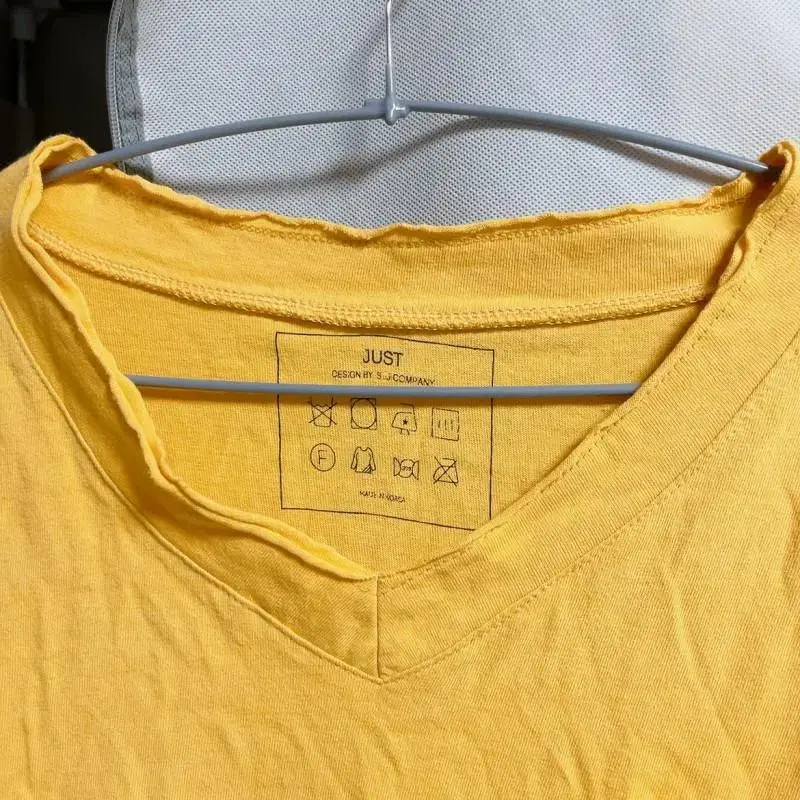 JUST
DESIGN BY S.J COMPANY
F
MADE IN KOREA